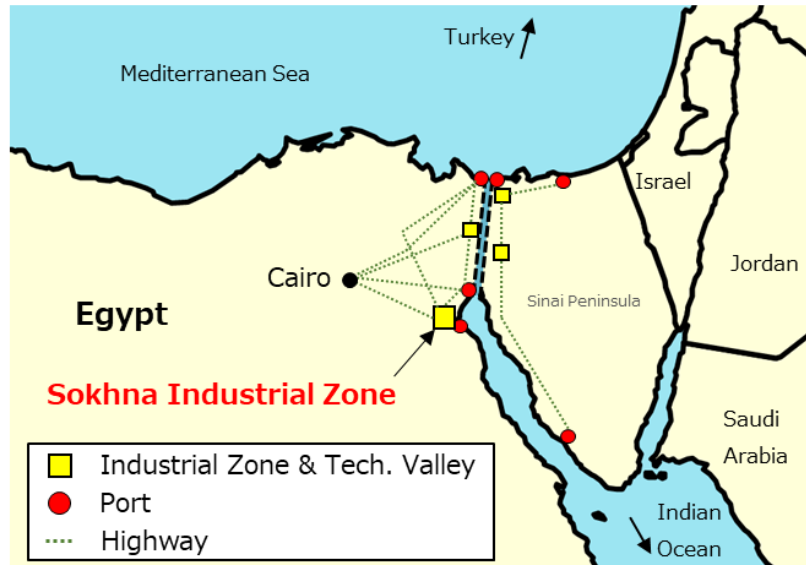 Turkey
Mediterranean Sea
Israel
Cairo
Jordan
Sinai Peninsula
Egypt
Sokhna Industrial Zone
Saudi
Arabia
Industrial Zone & Tech. Valley
Port
Highway
Indian
Ocean